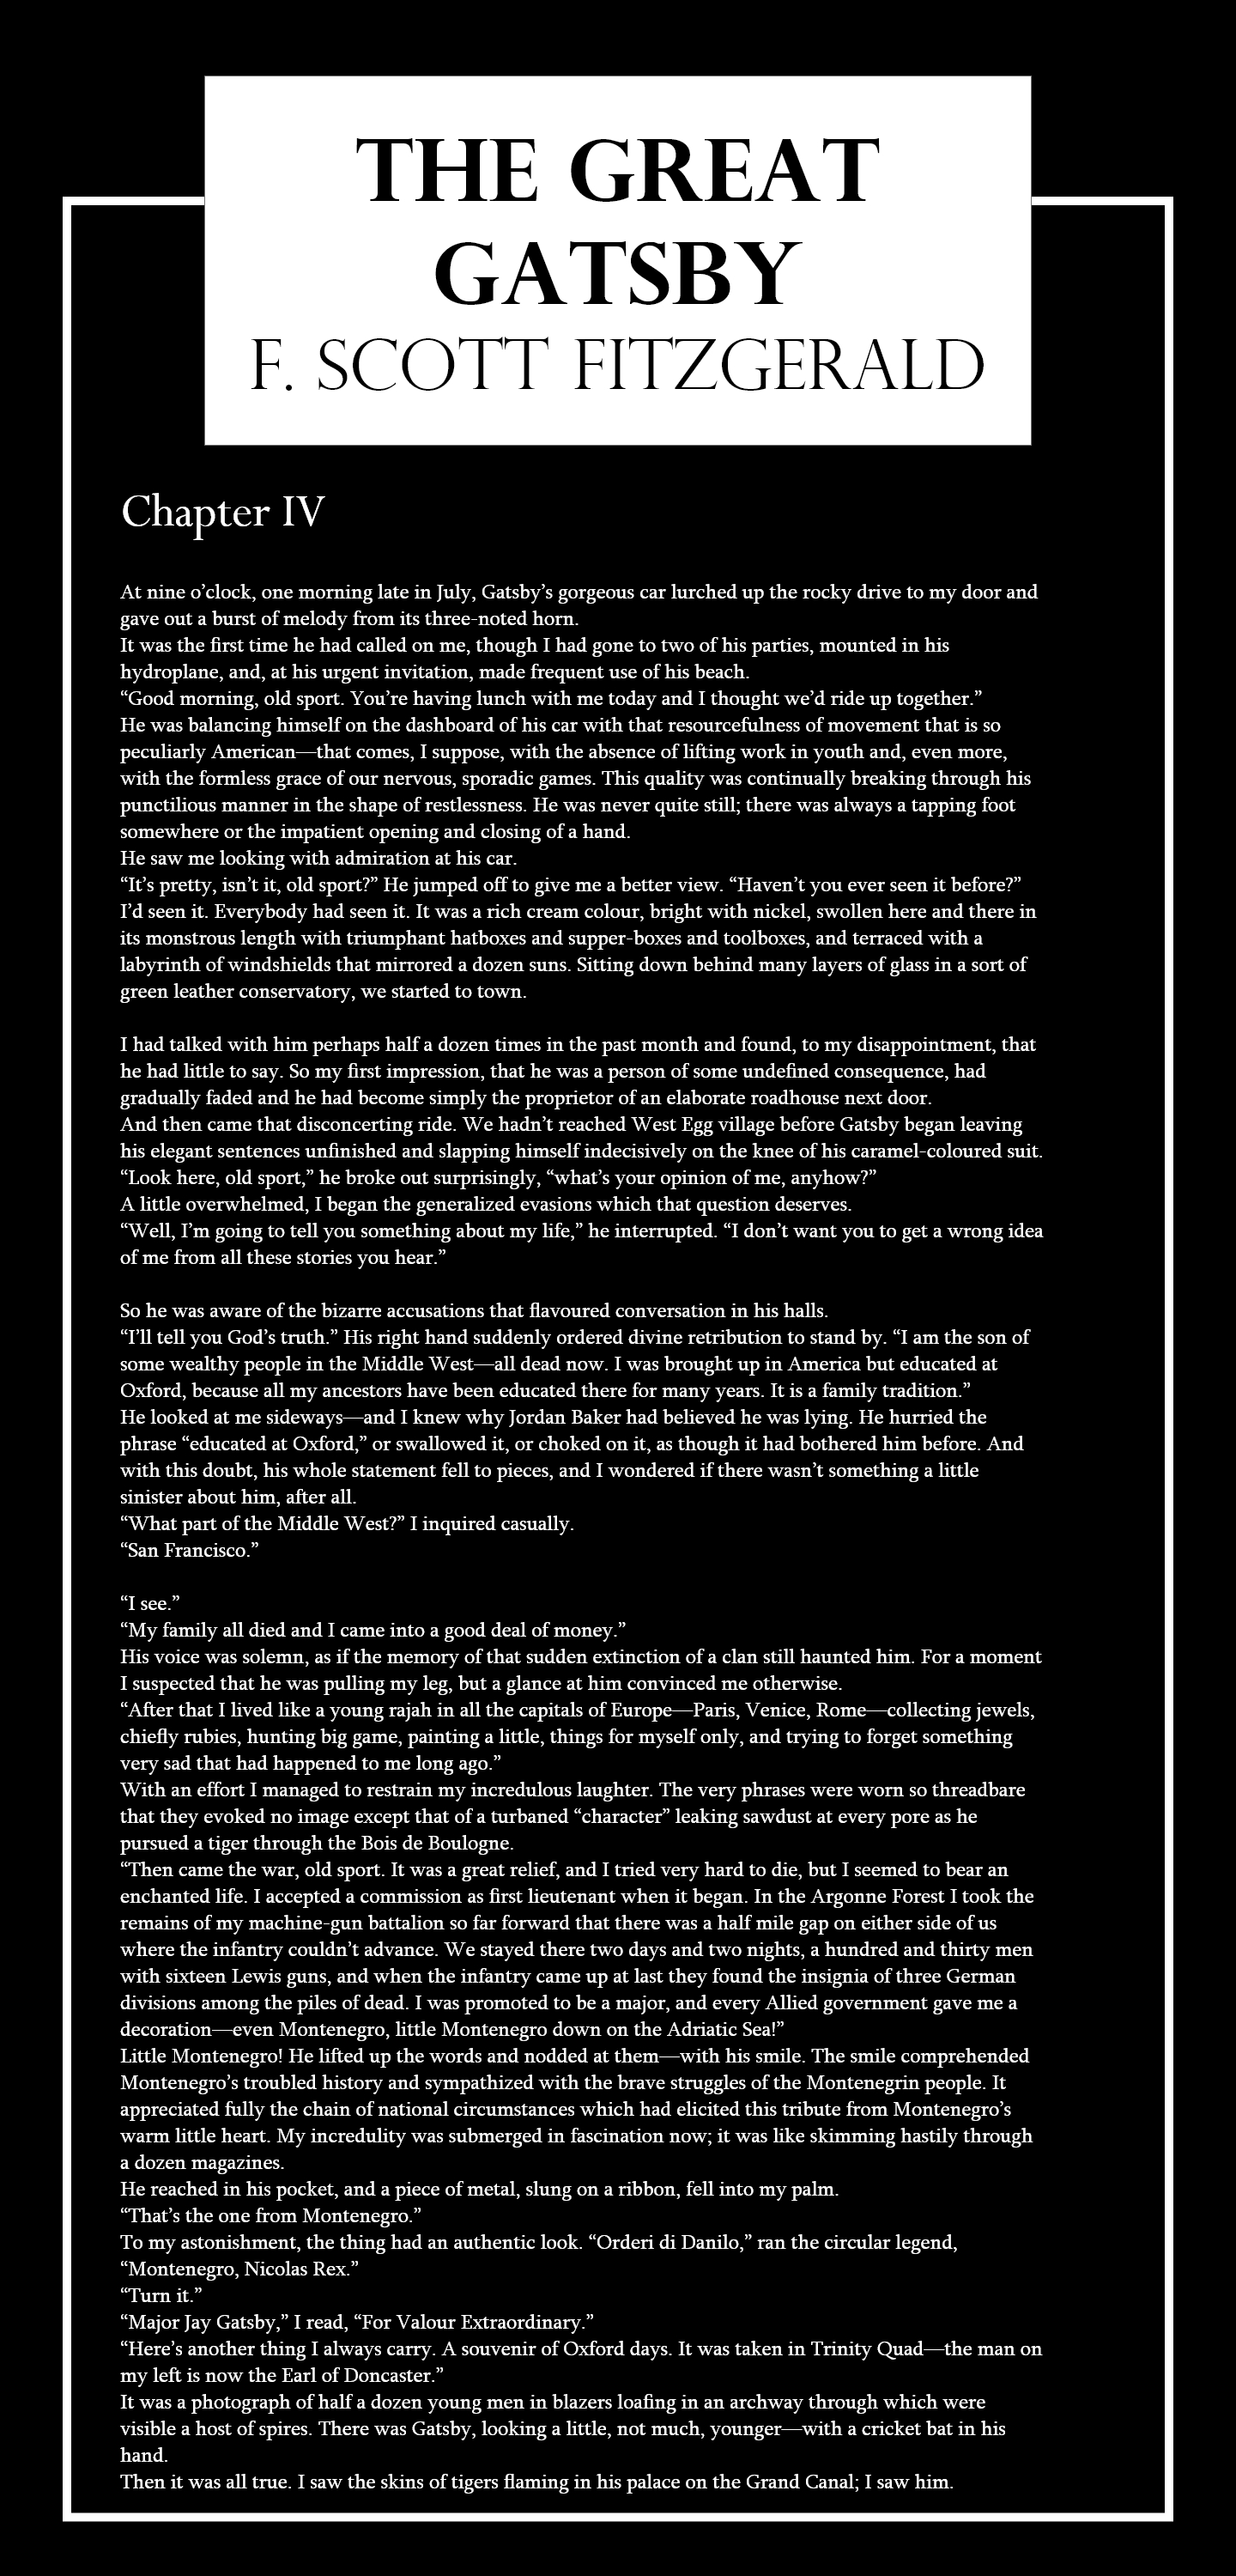 THE GREAT
GATSBY
F. SCOTT FITZGERALD
Chapter IV
At nine o’clock, one morning late in July, Gatsby’s gorgeous car lurched up the rocky drive to my door and
gave out a burst of melody from its three-noted horn.
It was the first time he had called on me, though I had gone to two of his parties, mounted in his
hydroplane, and, at his urgent invitation, made frequent use of his beach.
“Good morning, old sport. You’re having lunch with me today and I thought we’d ride up together.”
He was balancing himself on the dashboard of his car with that resourcefulness of movement that is so
peculiarly American—that comes, I suppose, with the absence of lifting work in youth and, even more,
with the formless grace of our nervous, sporadic games. This quality was continually breaking through his
punctilious manner in the shape of restlessness. He was never quite still; there was always a tapping foot
somewhere or the impatient opening and closing of a hand.
He saw me looking with admiration at his car.
“It’s pretty, isn’t it, old sport?” He jumped off to give me a better view. “Haven’t you ever seen it before?”
I’d seen it. Everybody had seen it. It was a rich cream colour, bright with nickel, swollen here and there in
its monstrous length with triumphant hatboxes and supper-boxes and toolboxes, and terraced with a
labyrinth of windshields that mirrored a dozen suns. Sitting down behind many layers of glass in a sort of
green leather conservatory, we started to town.
I had talked with him perhaps half a dozen times in the past month and found, to my disappointment, that
he had little to say. So my first impression, that he was a person of some undefined consequence, had
gradually faded and he had become simply the proprietor of an elaborate roadhouse next door.
And then came that disconcerting ride. We hadn’t reached West Egg village before Gatsby began leaving
his elegant sentences unfinished and slapping himself indecisively on the knee of his caramel-coloured suit.
“Look here, old sport,” he broke out surprisingly, “what’s your opinion of me, anyhow?”
A little overwhelmed, I began the generalized evasions which that question deserves.
“Well, I’m going to tell you something about my life,” he interrupted. “I don’t want you to get a wrong idea
of me from all these stories you hear.”
So he was aware of the bizarre accusations that flavoured conversation in his halls.
“I’ll tell you God’s truth.” His right hand suddenly ordered divine retribution to stand by. “I am the son of
some wealthy people in the Middle West—all dead now. I was brought up in America but educated at
Oxford, because all my ancestors have been educated there for many years. It is a family tradition.”
He looked at me sideways—and I knew why Jordan Baker had believed he was lying. He hurried the
phrase “educated at Oxford,” or swallowed it, or choked on it, as though it had bothered him before. And
with this doubt, his whole statement fell to pieces, and I wondered if there wasn’t something a little
sinister about him, after all.
“What part of the Middle West?” I inquired casually.
“San Francisco.”
“I see.”
“My family all died and I came into a good deal of money.”
His voice was solemn, as if the memory of that sudden extinction of a clan still haunted him. For a moment
I suspected that he was pulling my leg, but a glance at him convinced me otherwise.
“After that I lived like a young rajah in all the capitals of Europe—Paris, Venice, Rome—collecting jewels,
chiefly rubies, hunting big game, painting a little, things for myself only, and trying to forget something
very sad that had happened to me long ago.”
With an effort I managed to restrain my incredulous laughter. The very phrases were worn so threadbare
that they evoked no image except that of a turbaned “character” leaking sawdust at every pore as he
pursued a tiger through the Bois de Boulogne.
“Then came the war, old sport. It was a great relief, and I tried very hard to die, but I seemed to bear an
enchanted life. I accepted a commission as first lieutenant when it began. In the Argonne Forest I took the
remains of my machine-gun battalion so far forward that there was a half mile gap on either side of us
where the infantry couldn’t advance. We stayed there two days and two nights, a hundred and thirty men
with sixteen Lewis guns, and when the infantry came up at last they found the insignia of three German
divisions among the piles of dead. I was promoted to be a major, and every Allied government gave me a
decoration—even Montenegro, little Montenegro down on the Adriatic Sea!”
Little Montenegro! He lifted up the words and nodded at them—with his smile. The smile comprehended
Montenegro’s troubled history and sympathized with the brave struggles of the Montenegrin people. It
appreciated fully the chain of national circumstances which had elicited this tribute from Montenegro’s
warm little heart. My incredulity was submerged in fascination now; it was like skimming hastily through
a dozen magazines.
He reached in his pocket, and a piece of metal, slung on a ribbon, fell into my palm.
“That’s the one from Montenegro.”
To my astonishment, the thing had an authentic look. “Orderi di Danilo,” ran the circular legend,
“Montenegro, Nicolas Rex.”
“Turn it.”
“Major Jay Gatsby,” I read, “For Valour Extraordinary.”
“Here’s another thing I always carry. A souvenir of Oxford days. It was taken in Trinity Quad—the man on
my left is now the Earl of Doncaster.”
It was a photograph of half a dozen young men in blazers loafing in an archway through which were
visible a host of spires. There was Gatsby, looking a little, not much, younger—with a cricket bat in his
hand.
Then it was all true. I saw the skins of tigers flaming in his palace on the Grand Canal; I saw him.